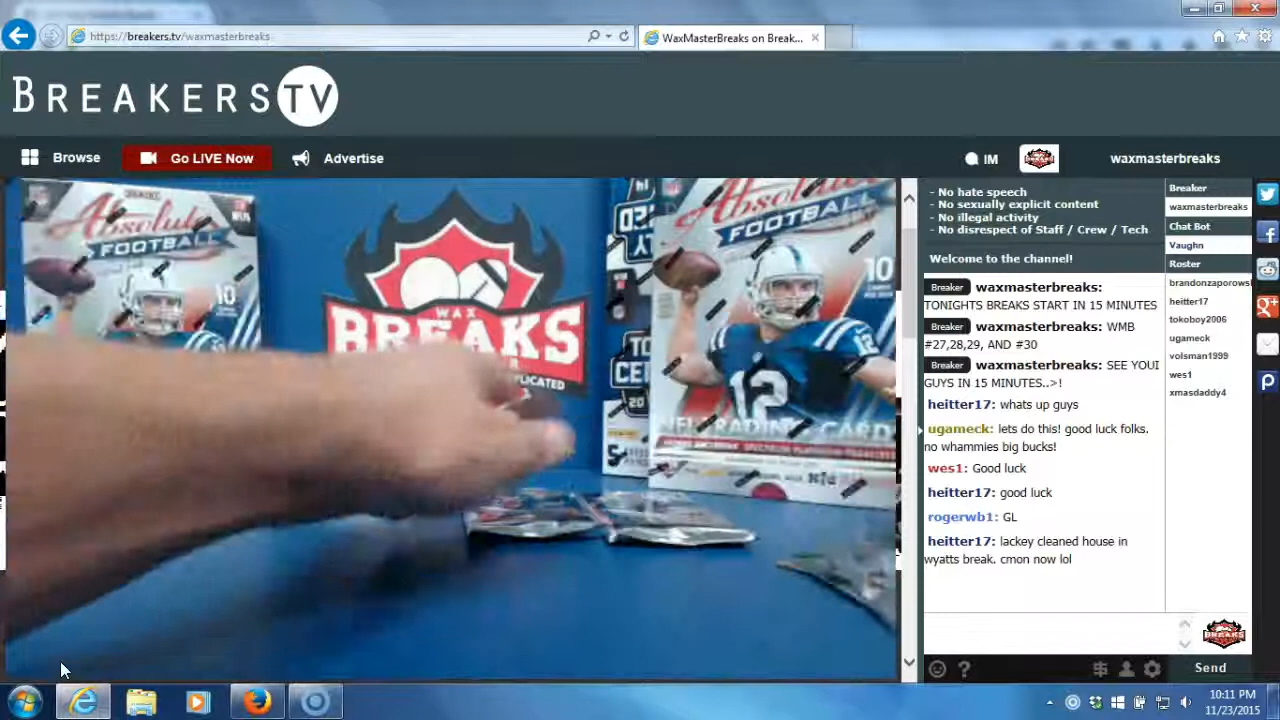 https://breakers.tv/waxmasterbreaks
WaxMasterBreaks on Break...
BREAKERS TV
Browse
Go LIVE Now
Advertise
IM
waxmasterbreaks
Absolute
FOOTBALL
10
WAX
BREAKS
Absolute
FOOTBALL
10
12
- No hate speech
- No sexually explicit content
- No illegal activity
- No disrespect of Staff / Crew / Tech
Welcome to the channel!
Breaker waxmasterbreaks:
TONIGHTS BREAKS START IN 15 MINUTES
Breaker waxmasterbreaks: WMB
#27,28,29, AND #30
Breaker waxmasterbreaks: SEE YOUI
GUYS IN 15 MINUTES..>!
heitter17: whats up guys
ugameck: lets do this! good luck folks.
no whammies big bucks!
wes1: Good luck
heitter17: good luck
rogerwb1: GL
heitter17: lackey cleaned house in
wyatts break. cmon now lol
Breaker
waxmasterbreaks
Chat Bot
Vaughn
Roster
brandonzaporows
heitter17
tokoboy2006
ugameck
volsman1999
wes1
xmasdaddy4
Send
10:11 PM
11/23/2015